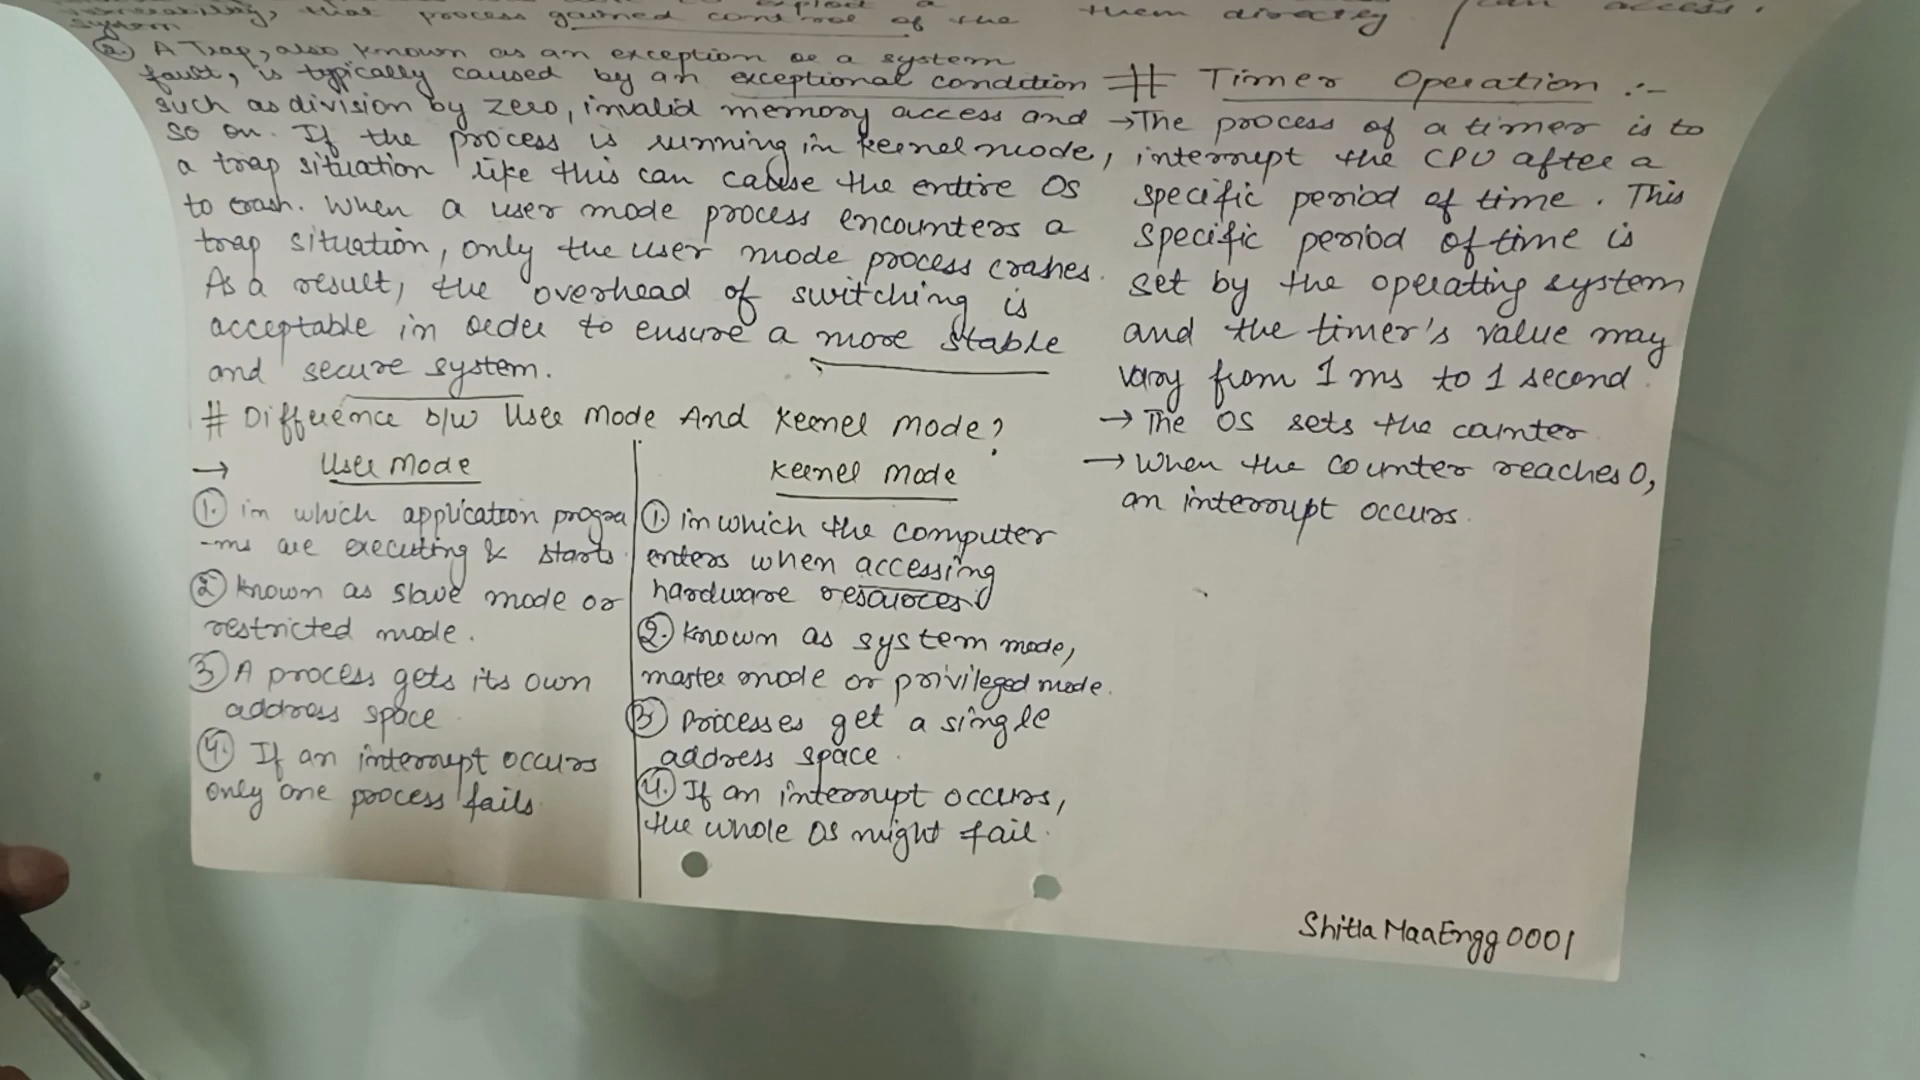 process gained control of the
system
② A Trap, also known as an exception or a system
fault, is typically caused by an exceptional condition
such as division by zero, invalid memory access and
so on. If the process is running in kernel mode,
a trap situation like this can cause the entire OS
to crash. When a user mode process encounters a
trap situation, only the user mode process crashes.
As a result, the overhead of switching is
acceptable in order to ensure a more stable
and secure system.
# Difference b/w User Mode And Kernel Mode?
→ User Mode
① in which application progra
-ms are executing & starts
② Known as slave mode or
restricted mode.
③ A process gets its own
address space
④ If an interrupt occurs
only one process fails
Kernel Mode
① in which the computer
enters when accessing
hardware resources
②. Known as system mode,
master mode or privileged mode.
③ Processes get a single
address space.
④ If an interrupt occurs,
the whole OS might fail.
them directly can access.
# Timer Operation :-
→ The process of a timer is to
interrupt the CPU after a
specific period of time. This
specific period of time is
set by the operating system
and the timer's value may
vary from 1 ms to 1 second.
→ The OS sets the counter
→ When the counter reaches 0,
an interrupt occurs.
Shitla MaaEngg 0001